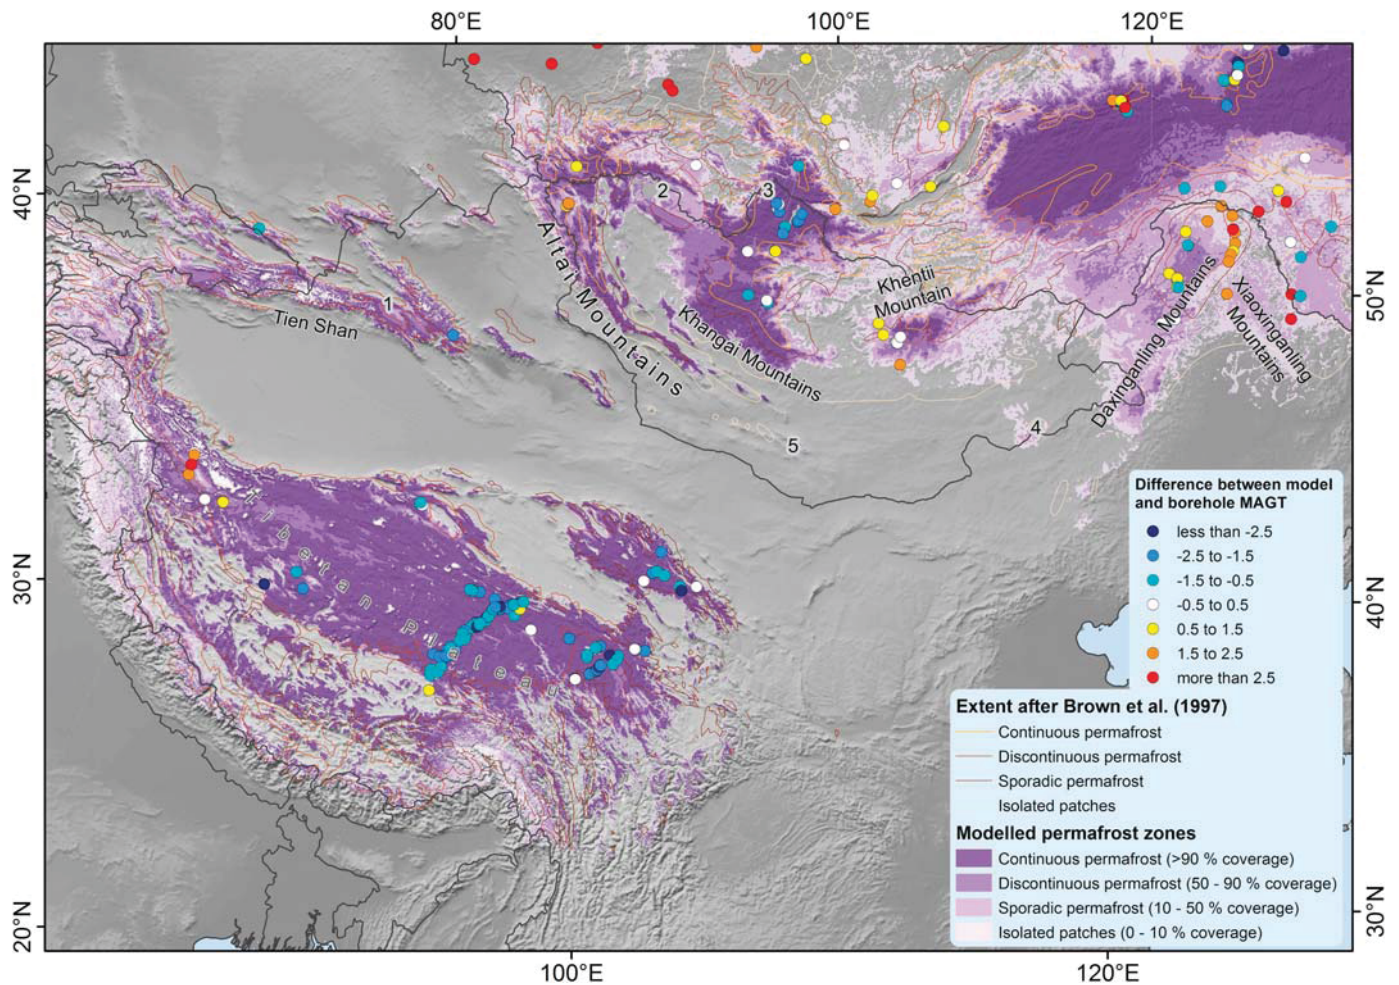 80°E
100°E
120°E
40°N
50°N
30°N
40°N
20°N
30°N
100°E
120°E
2
3
1
Tien Shan
Altain Mountains
Khangai Mountains
Khentii
Mountain
Daxinganling Mountains
Xiaoxinganling
Mountains
4
5
Tibetan Plateau
Difference between model
and borehole MAGT
less than -2.5
-2.5 to -1.5
-1.5 to -0.5
-0.5 to 0.5
0.5 to 1.5
1.5 to 2.5
more than 2.5
Extent after Brown et al. (1997)
Continuous permafrost
Discontinuous permafrost
Sporadic permafrost
Isolated patches
Modelled permafrost zones
Continuous permafrost (>90 % coverage)
Discontinuous permafrost (50 - 90 % coverage)
Sporadic permafrost (10 - 50 % coverage)
Isolated patches (0 - 10 % coverage)